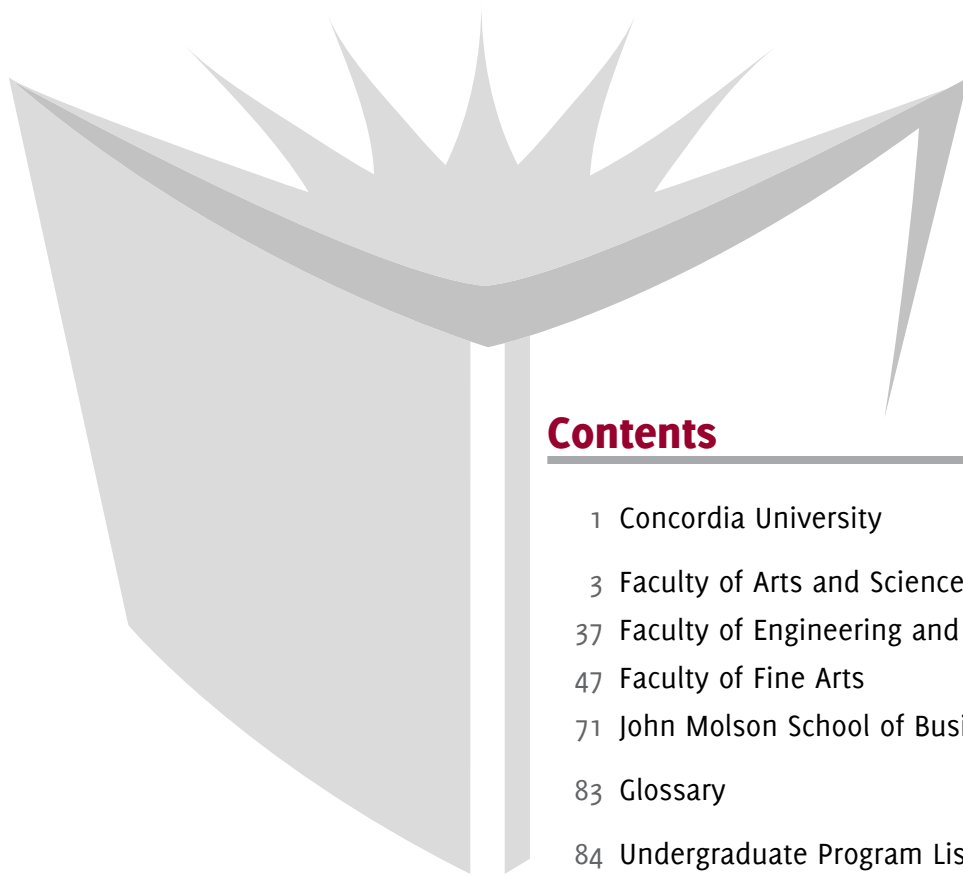 Contents
1 Concordia University
3 Faculty of Arts and Science
37 Faculty of Engineering and
47 Faculty of Fine Arts
71 John Molson School of Busi
83 Glossary
84 Undergraduate Program Lis